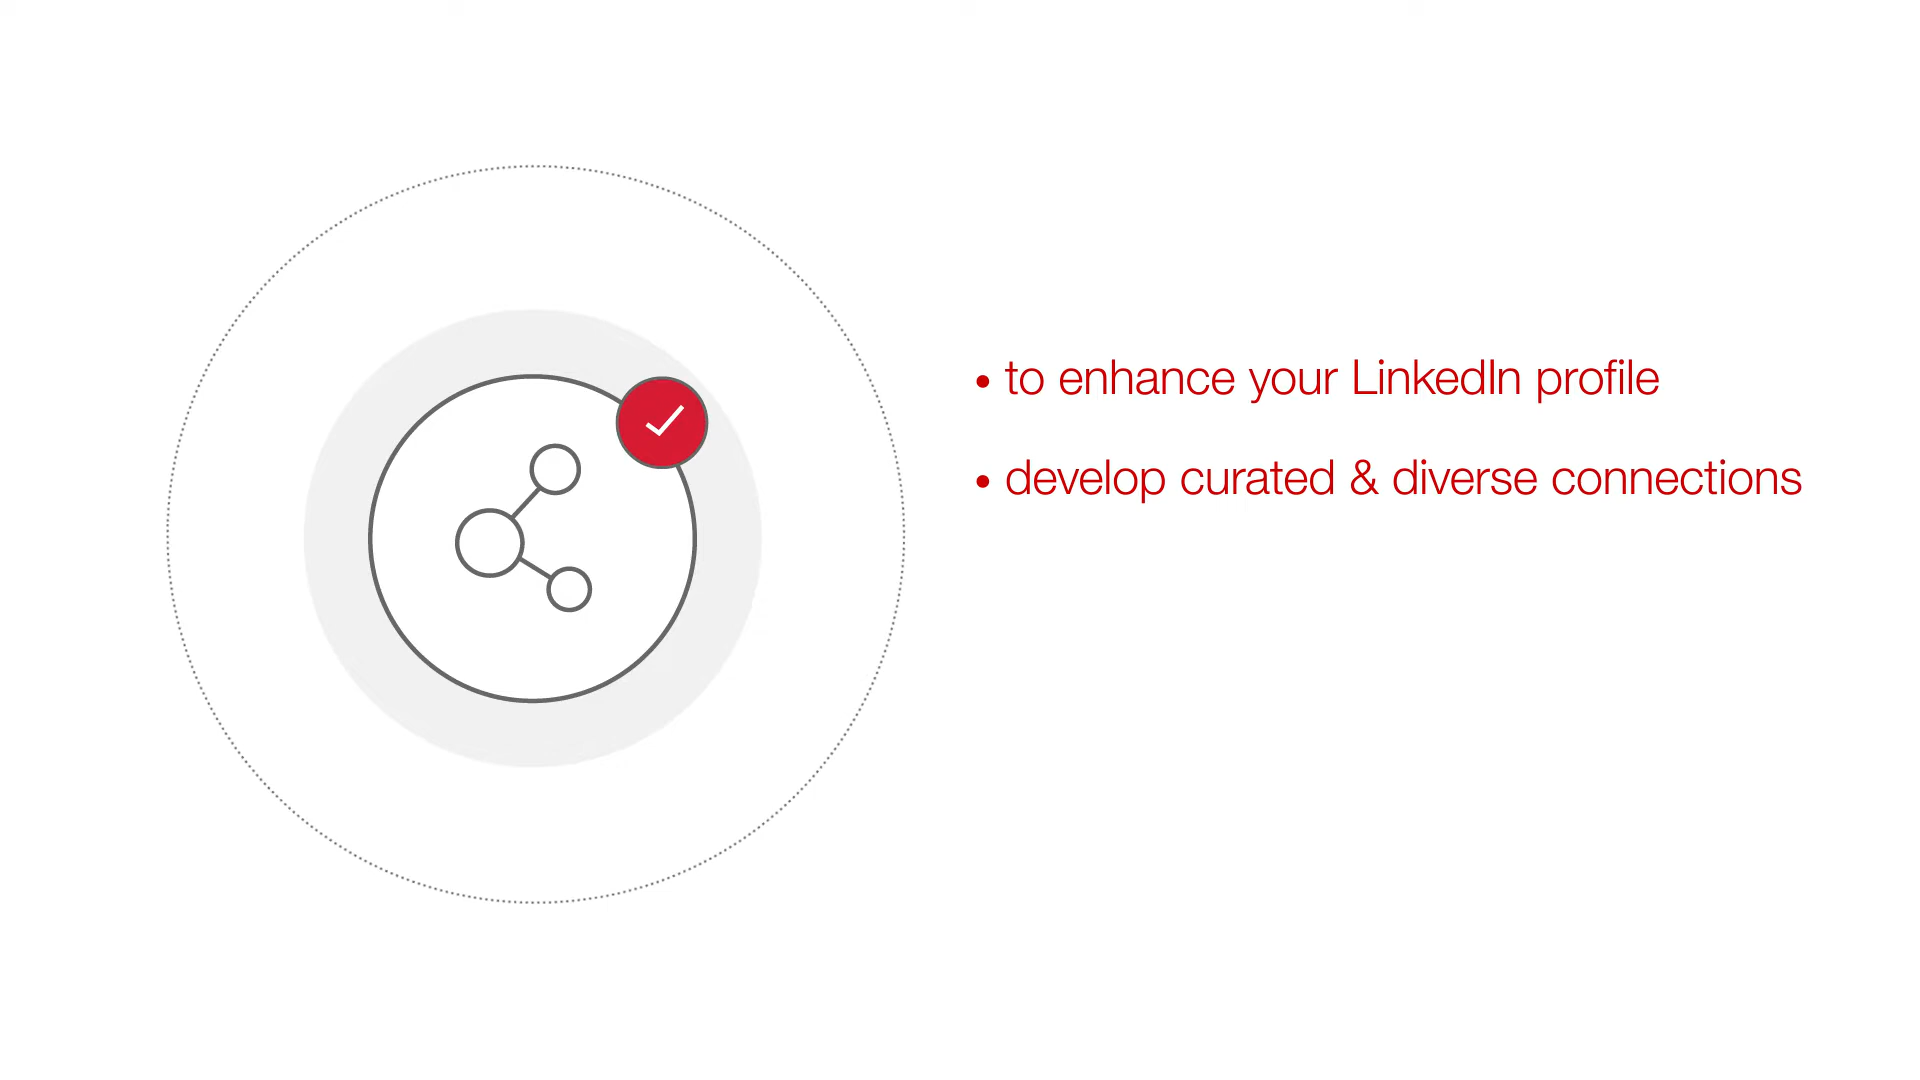 • to enhance your LinkedIn profile
• develop curated & diverse connections